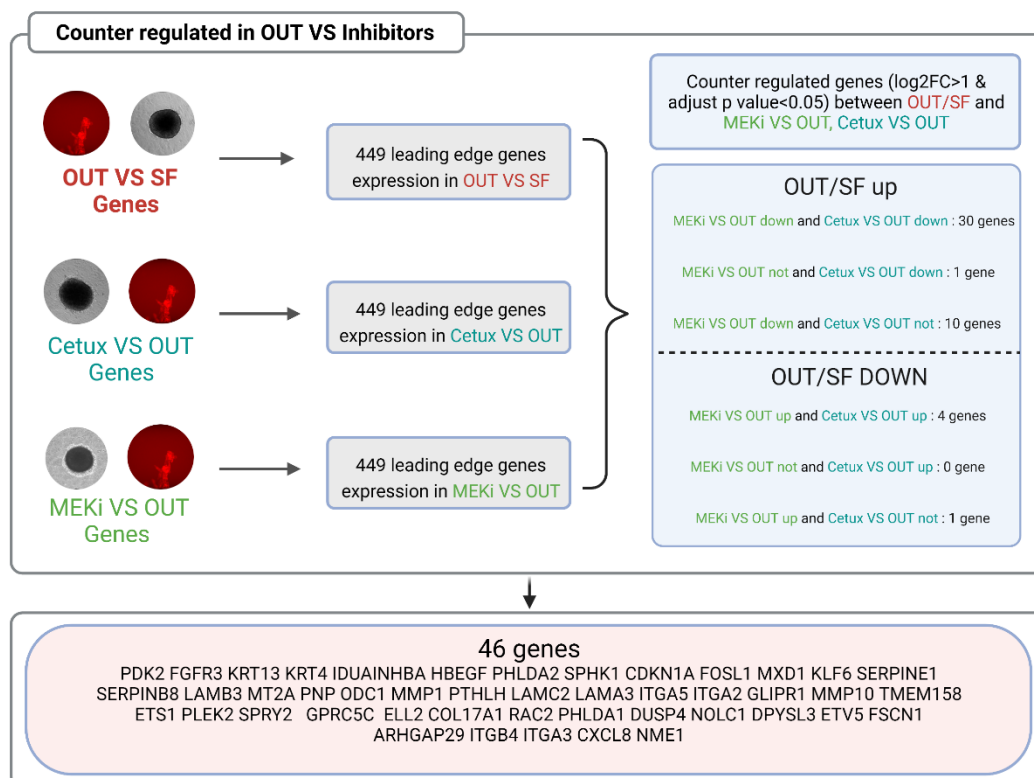 Counter regulated in OUT VS Inhibitors
OUT VS SF
Genes
449 leading edge genes
expression in OUT VS SF
Cetux VS OUT
Genes
449 leading edge genes
expression in Cetux VS OUT
MEKi VS OUT
Genes
449 leading edge genes
expression in MEKi VS OUT
Counter regulated genes (log2FC>1 &
adjust p value<0.05) between OUT/SF and
MEKi VS OUT, Cetux VS OUT
OUT/SF up
MEKi VS OUT down and Cetux VS OUT down : 30 genes
MEKi VS OUT not and Cetux VS OUT down : 1 gene
MEKi VS OUT down and Cetux VS OUT not : 10 genes
OUT/SF DOWN
MEKi VS OUT up and Cetux VS OUT up : 4 genes
MEKi VS OUT not and Cetux VS OUT up : 0 gene
MEKi VS OUT up and Cetux VS OUT not : 1 gene
46 genes
PDK2 FGFR3 KRT13 KRT4 IDUAINHBA HBEGF PHLDA2 SPHK1 CDKN1A FOSL1 MXD1 KLF6 SERPINE1
SERPINB8 LAMB3 MT2A PNP ODC1 MMP1 PTHLH LAMC2 LAMA3 ITGA5 ITGA2 GLIPR1 MMP10 TMEM158
ETS1 PLEK2 SPRY2 GPRC5C ELL2 COL17A1 RAC2 PHLDA1 DUSP4 NOLC1 DPYSL3 ETV5 FSCN1
ARHGAP29 ITGB4 ITGA3 CXCL8 NME1